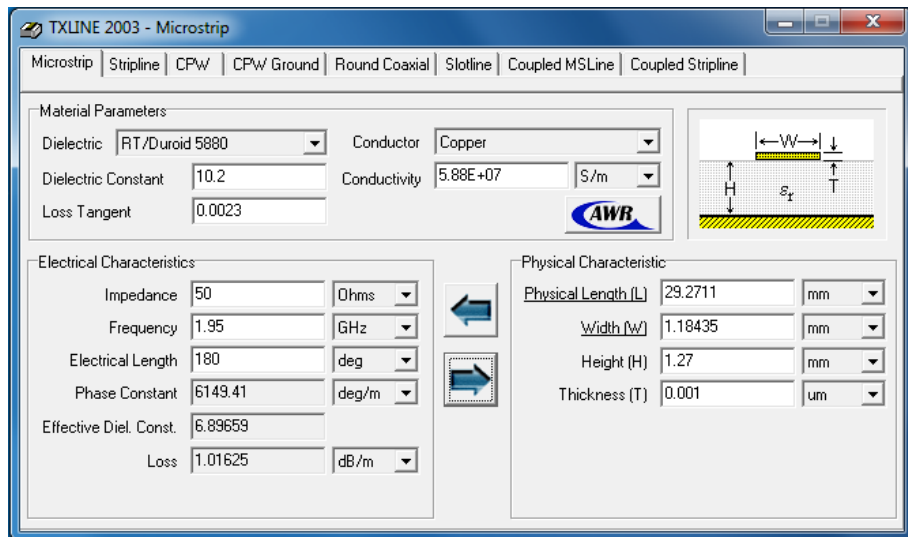 TXLINE 2003 - Microstrip
Microstrip Stripline CPW CPW Ground Round Coaxial Slotline Coupled MSLine Coupled Stripline
Material Parameters
Dielectric RT/Duroid 5880 Conductor Copper
Dielectric Constant 10.2 Conductivity 5.88E+07 S/m
Loss Tangent 0.0023
AWR
←W→
H
εr
T
Electrical Characteristics
Impedance 50 Ohms
Frequency 1.95 GHz
Electrical Length 180 deg
Phase Constant 6149.41 deg/m
Effective Diel. Const. 6.89659
Loss 1.01625 dB/m
Physical Characteristic
Physical Length (L) 29.2711 mm
Width (W) 1.18435 mm
Height (H) 1.27 mm
Thickness (T) 0.001 um